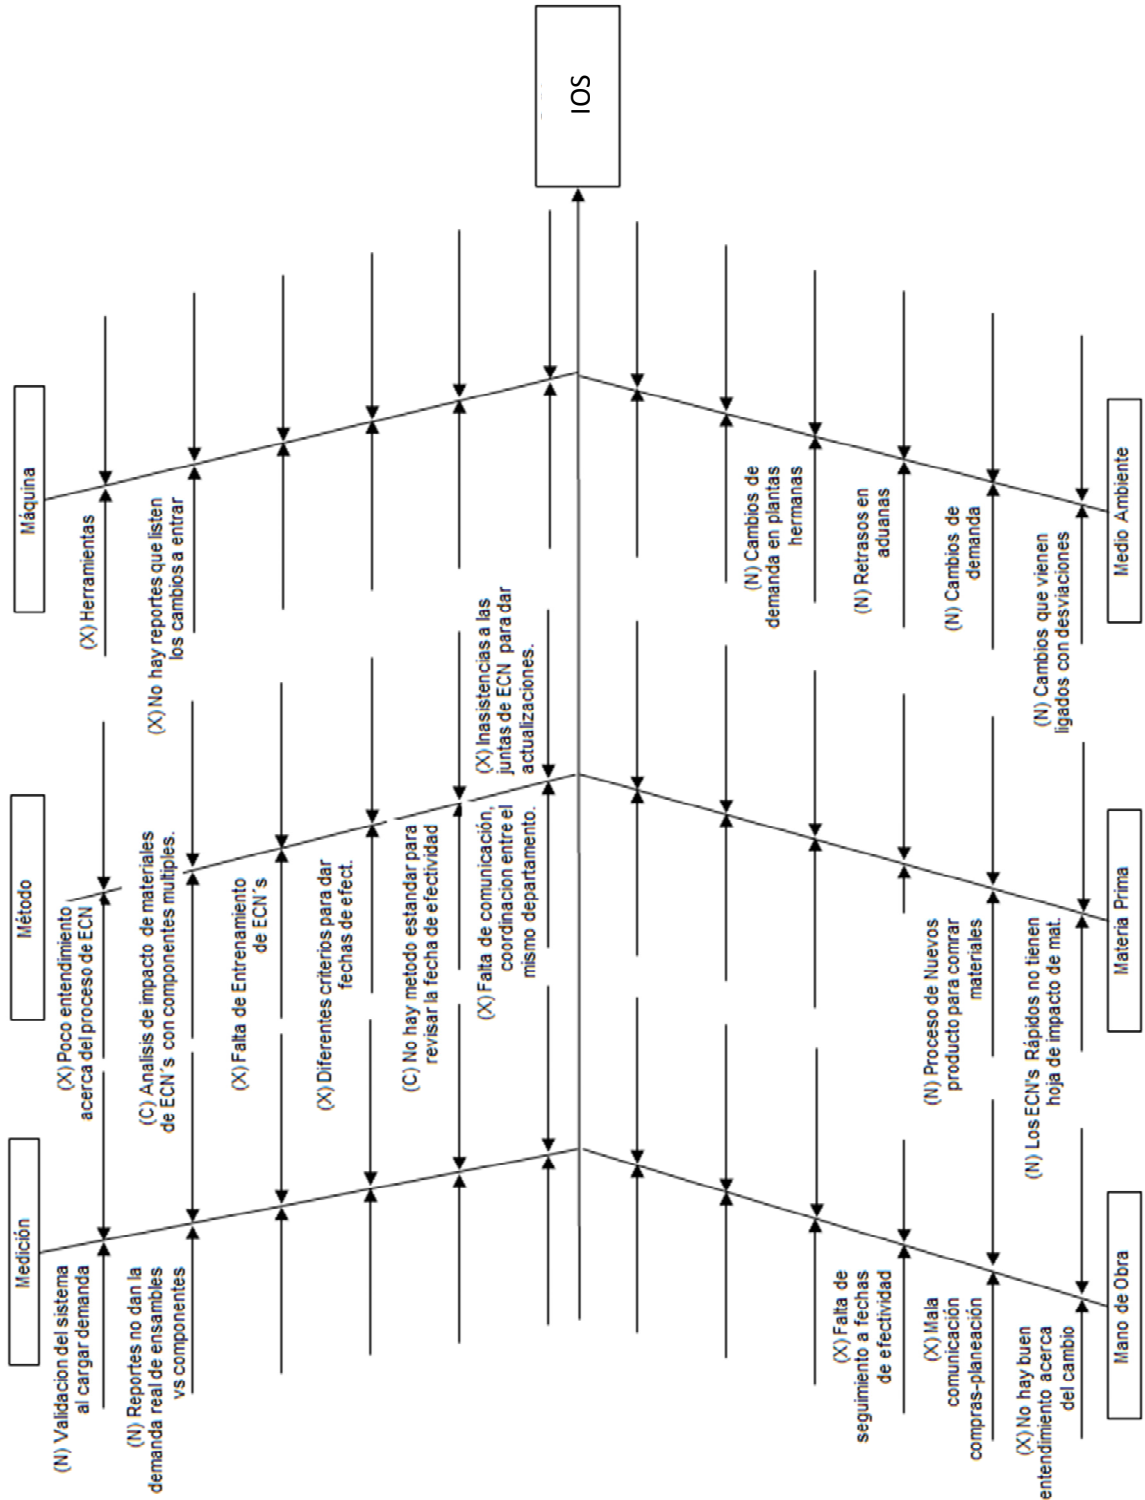 Medición
(N) Validacion del sistema
al cargar demanda
(N) Reportes no dan la
demanda real de ensambles
vs componentes
Método
(X) Poco entendimiento
acerca del proceso de ECN
(C) Analisis de impacto de materiales
de ECN´s con componentes multiples.
(X) Falta de Entrenamiento
de ECN´s
(X) Diferentes criterios para dar
fechas de efect.
(C) No hay metodo estandar para
revisar la fecha de efectividad
(X) Falta de comunicación,
coordinacion entre el
mismo departamento.
(X) Inasistencias a las
juntas de ECN para dar
actualizaciones.
Máquina
(X) Herramientas
(X) No hay reportes que listen
los cambios a entrar
IOS
Mano de Obra
(X) Falta de
seguimiento a fechas
de efectividad
(X) Mala
comunicación
compras-planeación
(X) No hay buen
entendimiento acerca
del cambio
Materia Prima
(N) Proceso de Nuevos
producto para comrar
materiales
(N) Los ECN's Rápidos no tienen
hoja de impacto de mat.
Medio Ambiente
(N) Cambios de
demanda en plantas
hermanas
(N) Retrasos en
aduanas
(N) Cambios de
demanda
(N) Cambios que vienen
ligados con desviaciones